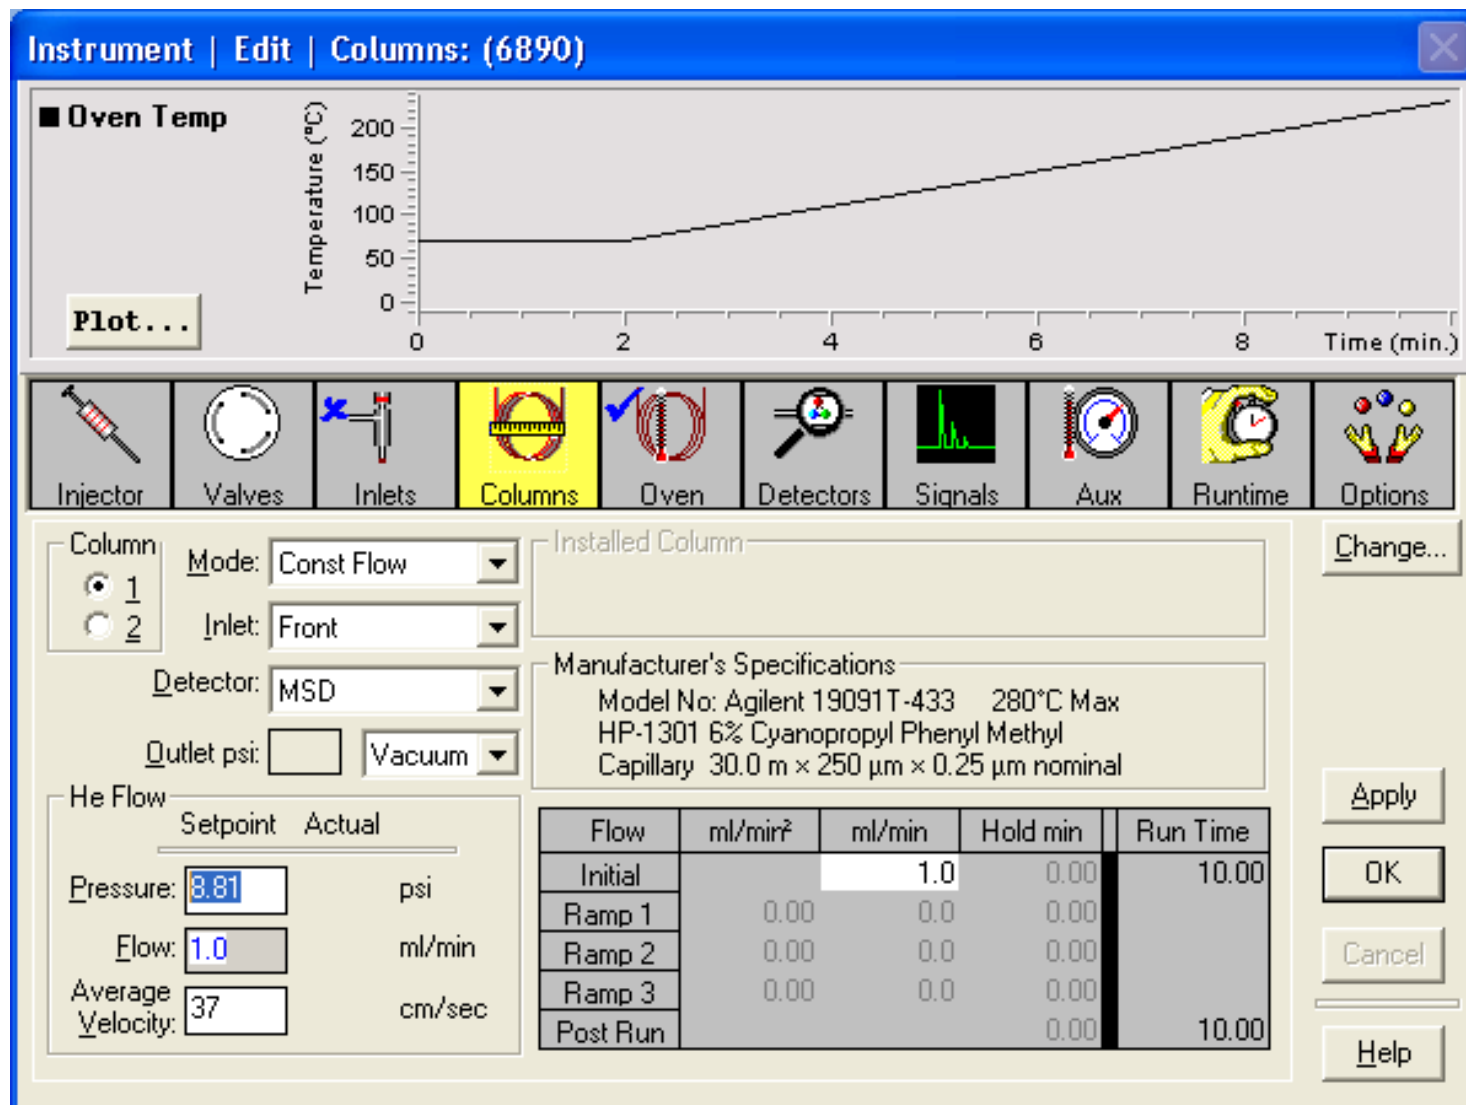 Instrument | Edit | Columns: (6890)
Oven Temp
Temperature (°C)
200
150
100
50
0
0 2 4 6 8 Time (min.)
Plot...
Injector Valves Inlets Columns Oven Detectors Signals Aux Runtime Options
Column
1
2
Mode: Const Flow
Inlet: Front
Detector: MSD
Outlet psi: Vacuum
Installed Column
Change...
Manufacturer's Specifications
Model No: Agilent 19091T-433 280°C Max
HP-1301 6% Cyanopropyl Phenyl Methyl
Capillary 30.0 m × 250 µm × 0.25 µm nominal
He Flow
Setpoint Actual
Pressure: 8.81 psi
Flow: 1.0 ml/min
Average Velocity: 37 cm/sec
Flow ml/min² ml/min Hold min Run Time
Initial 1.0 0.00 10.00
Ramp 1 0.00 0.0 0.00
Ramp 2 0.00 0.0 0.00
Ramp 3 0.00 0.0 0.00
Post Run 0.00 10.00
Apply
OK
Cancel
Help